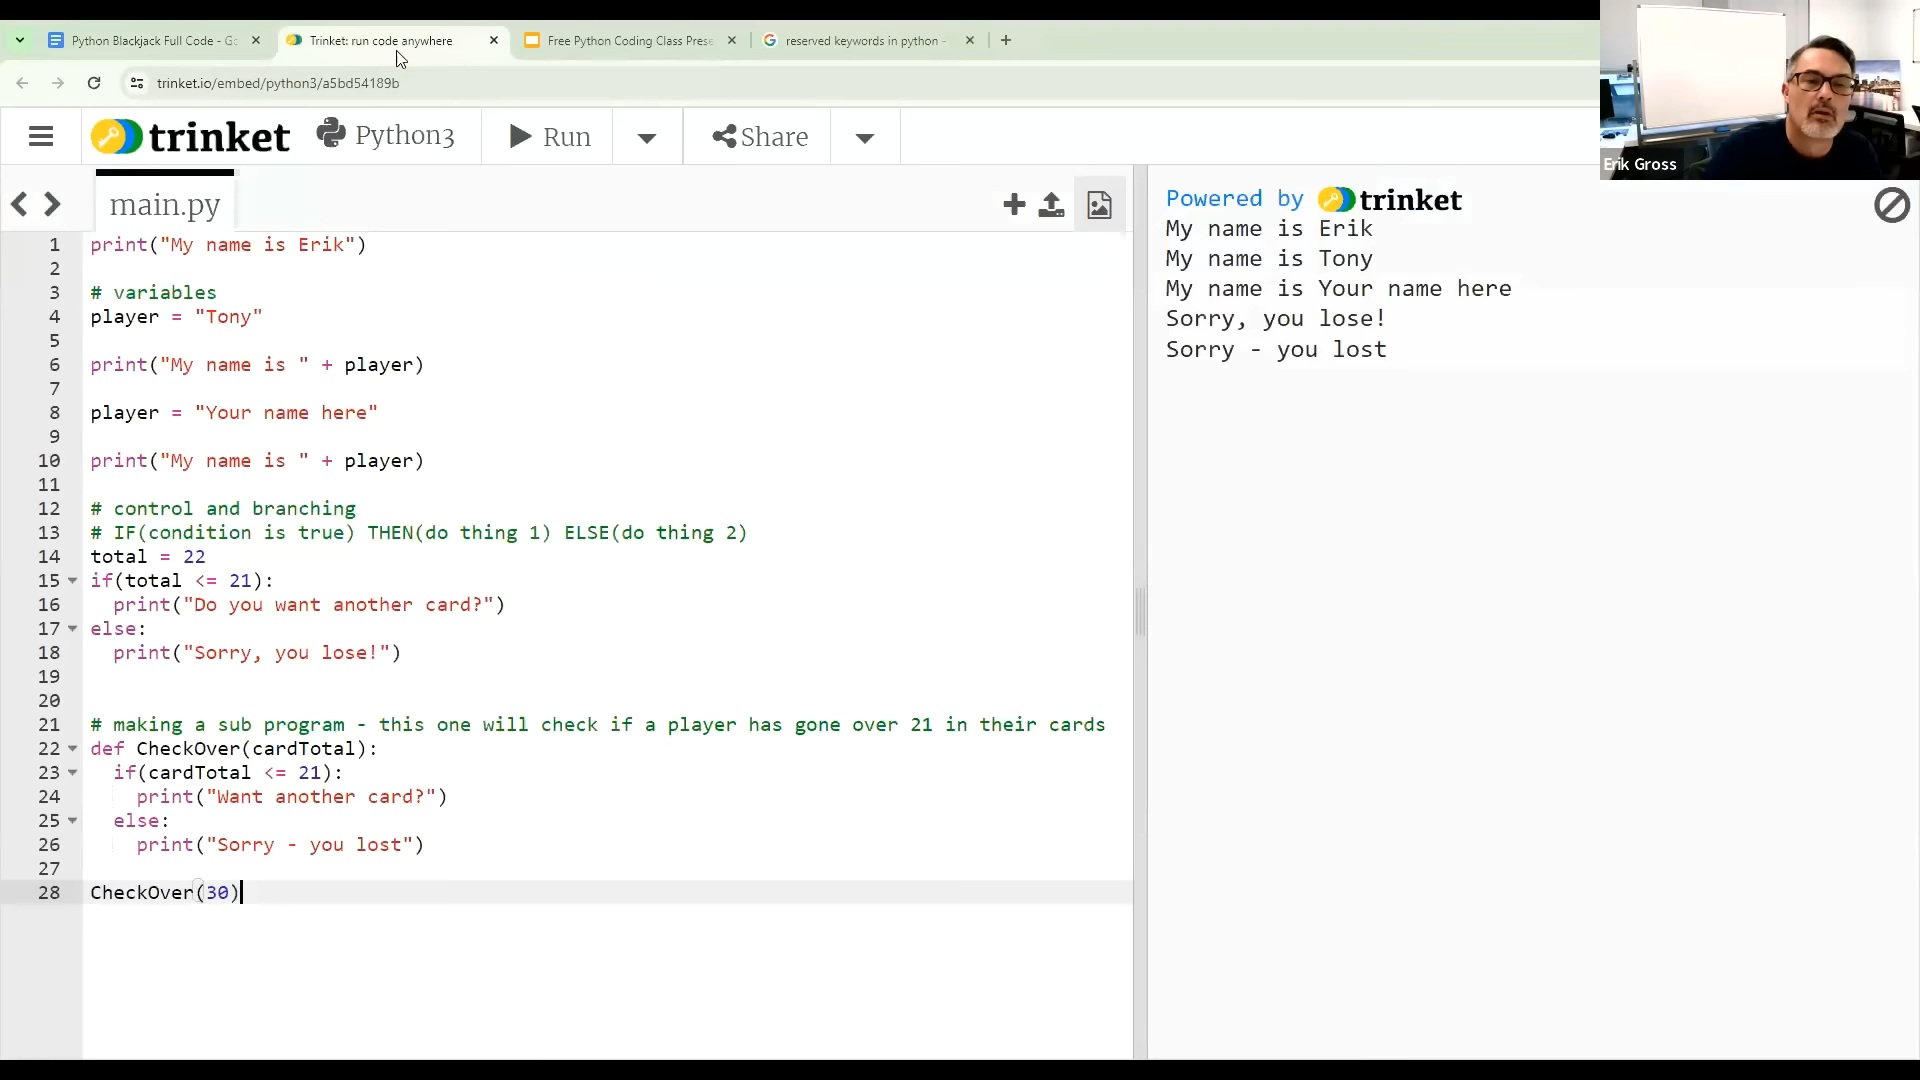 Python Blackjack Full Code - Gc
Trinket: run code anywhere
Free Python Coding Class Prese
reserved keywords in python -
trinket.io/embed/python3/a5bd54189b
trinket
Python3
Run
Share
main.py
1 print("My name is Erik")
2
3 # variables
4 player = "Tony"
5
6 print("My name is " + player)
7
8 player = "Your name here"
9
10 print("My name is " + player)
11
12 # control and branching
13 # IF(condition is true) THEN(do thing 1) ELSE(do thing 2)
14 total = 22
15 if(total <= 21):
16 print("Do you want another card?")
17 else:
18 print("Sorry, you lose!")
19
20
21 # making a sub program - this one will check if a player has gone over 21 in their cards
22 def CheckOver(cardTotal):
23 if(cardTotal <= 21):
24 print("Want another card?")
25 else:
26 print("Sorry - you lost")
27
28 CheckOver(30)
Powered by trinket
My name is Erik
My name is Tony
My name is Your name here
Sorry, you lose!
Sorry - you lost
Erik Gross